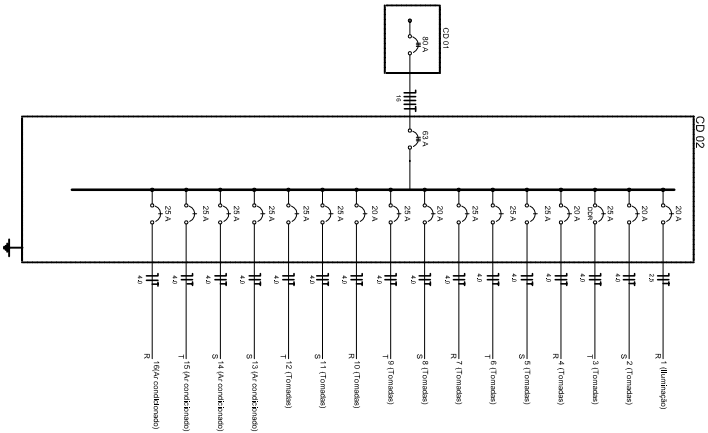 CD 01
80 A
16
CD 02
63 A
20 A
2,5
1 (Iluminação)
R
20 A
4,0
2 (Tomadas)
S
25 A
DDR
4,0
3 (Tomadas)
T
20 A
4,0
4 (Tomadas)
R
25 A
4,0
5 (Tomadas)
S
25 A
4,0
6 (Tomadas)
T
25 A
4,0
7 (Tomadas)
R
20 A
4,0
8 (Tomadas)
S
25 A
4,0
9 (Tomadas)
T
20 A
4,0
10 (Tomadas)
R
25 A
4,0
11 (Tomadas)
S
25 A
4,0
12 (Tomadas)
T
25 A
4,0
13 (Ar condicionado)
S
25 A
4,0
14 (Ar condicionado)
S
25 A
4,0
15 (Ar condicionado)
T
25 A
4,0
16(Ar condicionado)
R